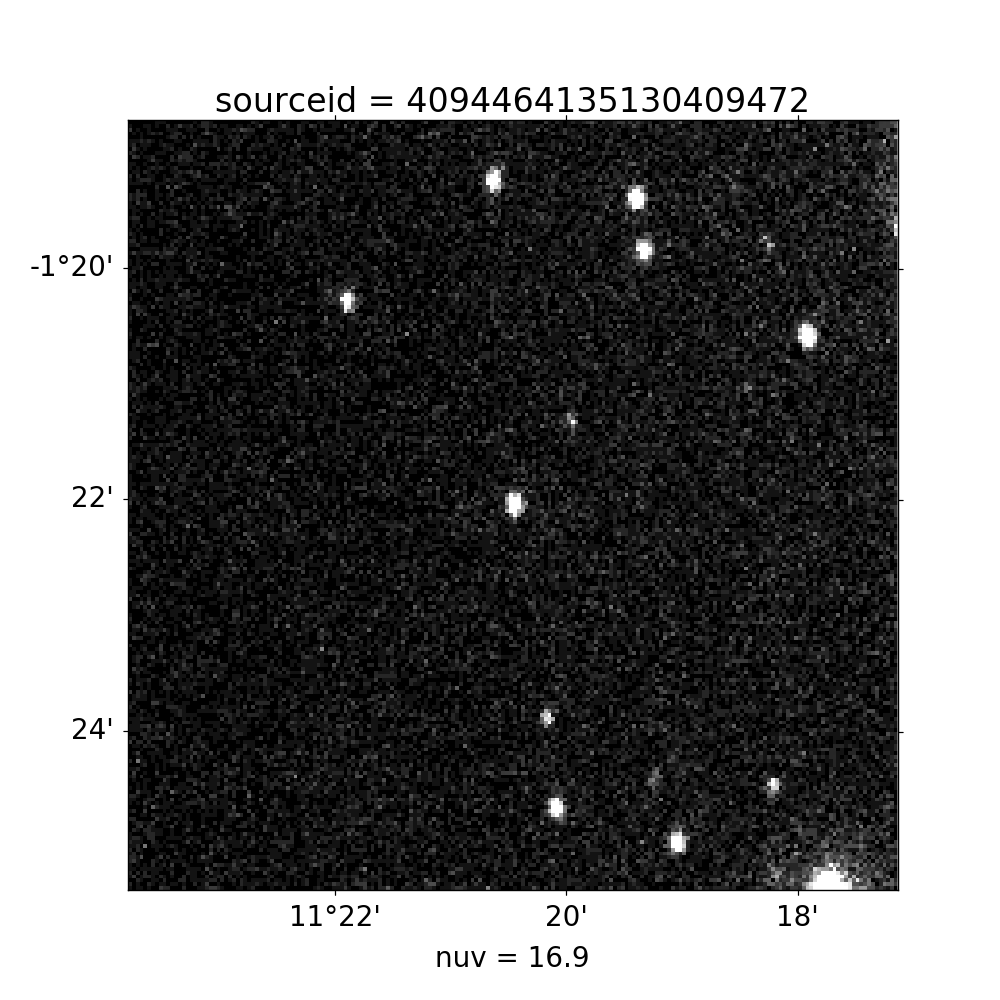 sourceid = 4094464135130409472
-1°20'
22'
24'
11°22' 20' 18'
nuv = 16.9